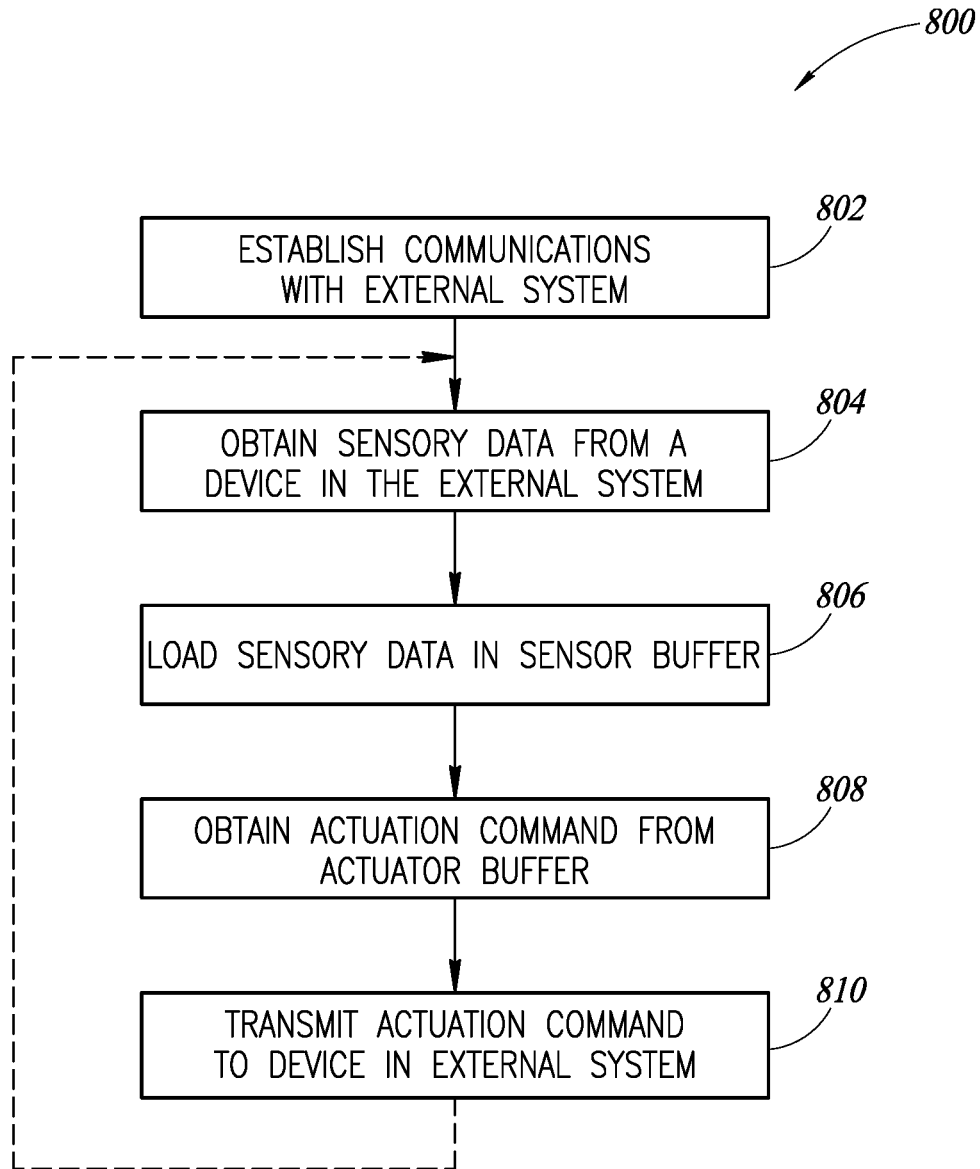 800
802
ESTABLISH COMMUNICATIONS
WITH EXTERNAL SYSTEM
804
OBTAIN SENSORY DATA FROM A
DEVICE IN THE EXTERNAL SYSTEM
806
LOAD SENSORY DATA IN SENSOR BUFFER
808
OBTAIN ACTUATION COMMAND FROM
ACTUATOR BUFFER
810
TRANSMIT ACTUATION COMMAND
TO DEVICE IN EXTERNAL SYSTEM